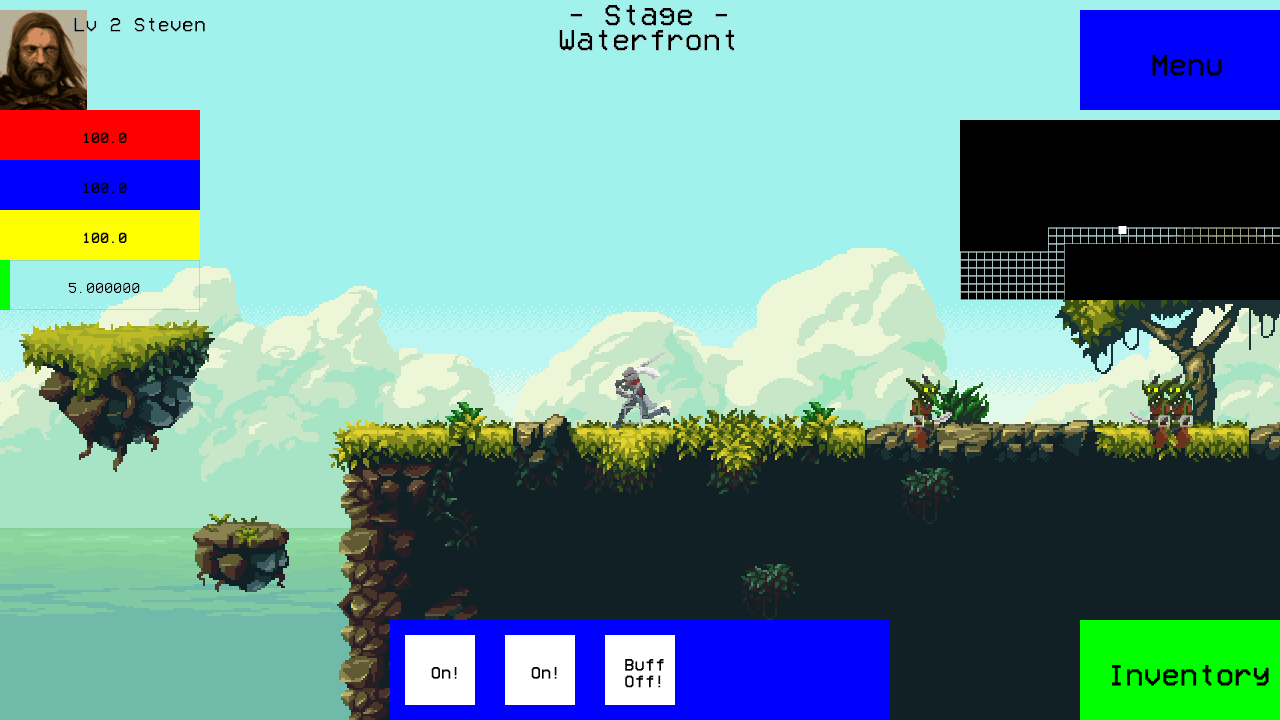 Lv 2 Steven
- Stage -
Waterfront
Menu
100.0
100.0
100.0
5.000000
On!
On!
Buff
Off!
Inventory